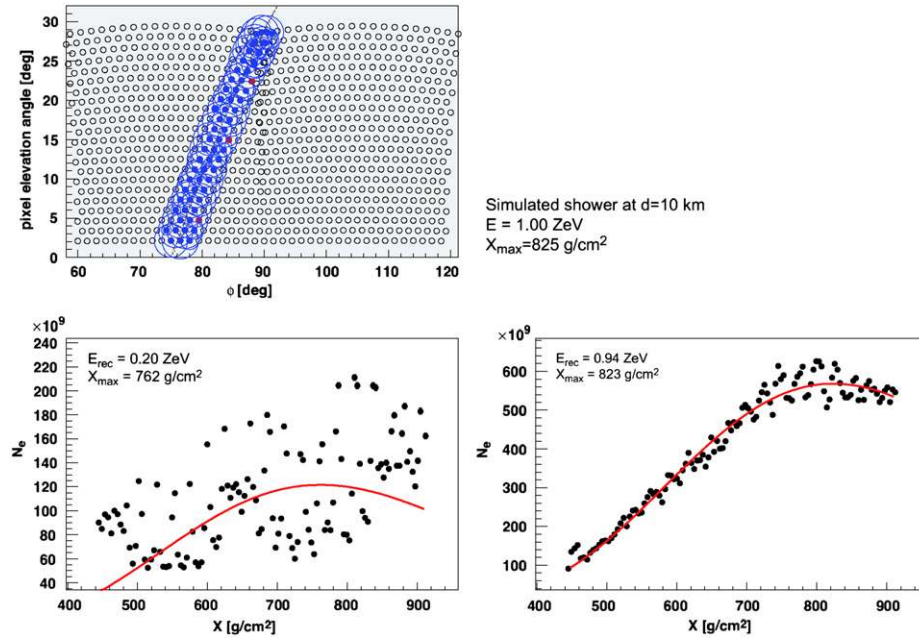 30
25
20
15
10
5
0
pixel elevation angle [deg]
60 70 80 90 100 110 120
ϕ [deg]
Simulated shower at d=10 km
E = 1.00 ZeV
Xmax=825 g/cm²
×10⁹
240
220
200
180
160
140
120
100
80
60
40
Ne
Erec = 0.20 ZeV
Xmax = 762 g/cm²
400 500 600 700 800 900
X [g/cm²]
×10⁹
600
500
400
300
200
100
Ne
Erec = 0.94 ZeV
Xmax = 823 g/cm²
400 500 600 700 800 900
X [g/cm²]